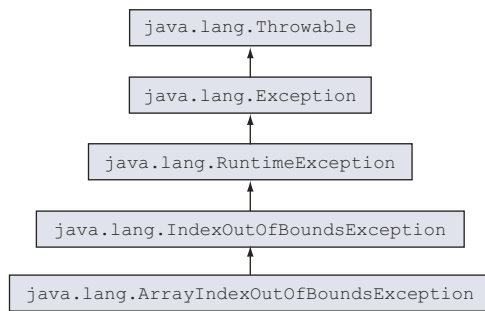 java.lang.Throwable
java.lang.Exception
java.lang.RuntimeException
java.lang.IndexOutOfBoundsException
java.lang.ArrayIndexOutOfBoundsException